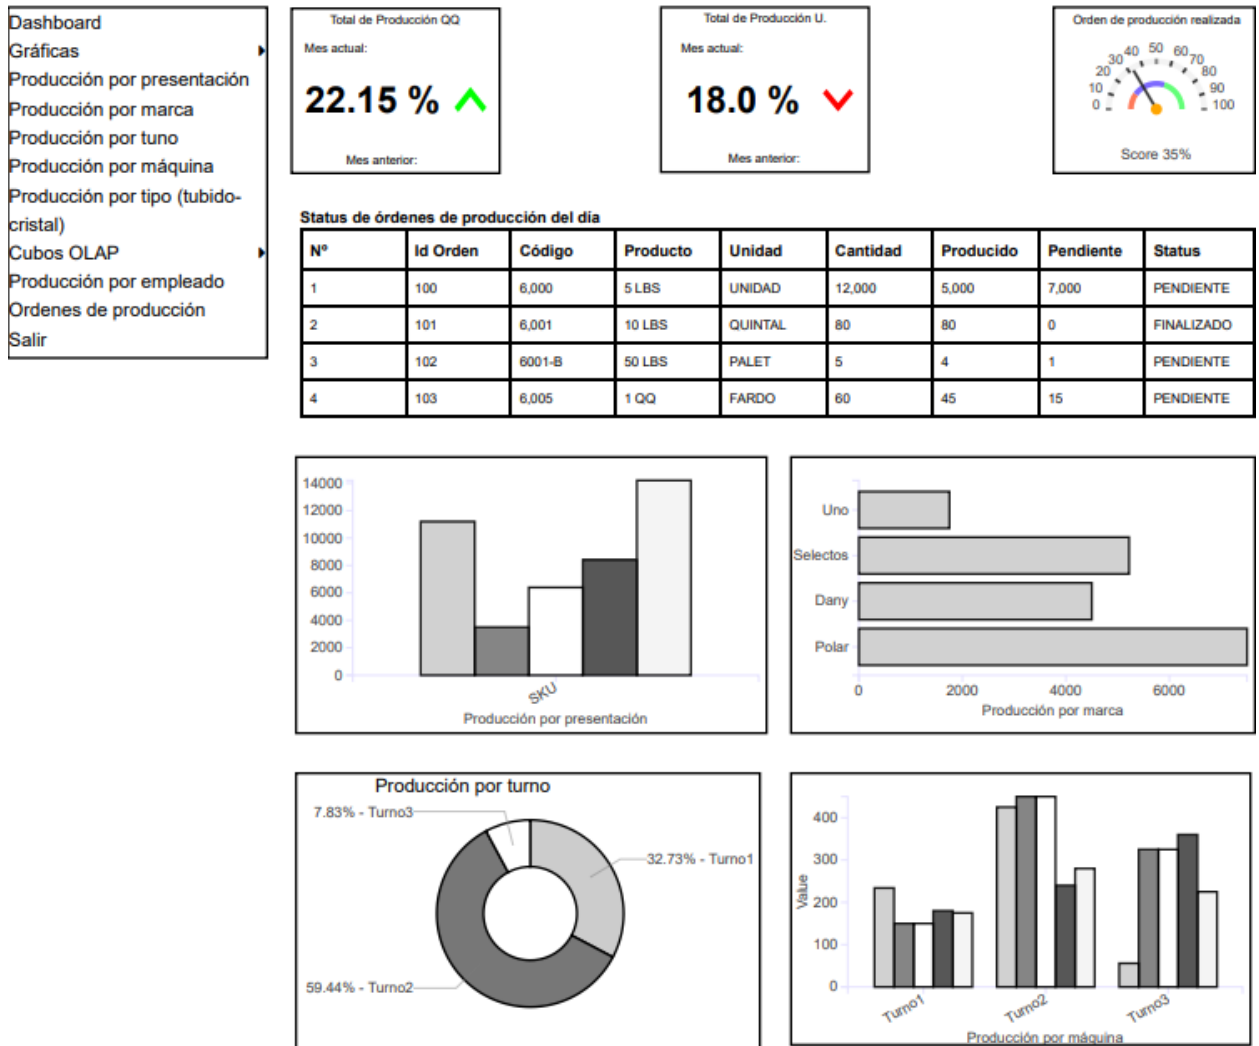 Dashboard
Gráficas
Producción por presentación
Producción por marca
Producción por tuno
Producción por máquina
Producción por tipo (tubido-
cristal)
Cubos OLAP
Producción por empleado
Ordenes de producción
Salir
Total de Producción QQ
Mes actual:
22.15 %
Mes anterior:
Total de Producción U.
Mes actual:
18.0 %
Mes anterior:
Orden de producción realizada
0 10 20 30 40 50 60 70 80 90 100
Score 35%
Status de órdenes de producción del día
Nº Id Orden Código Producto Unidad Cantidad Producido Pendiente Status
1 100 6,000 5 LBS UNIDAD 12,000 5,000 7,000 PENDIENTE
2 101 6,001 10 LBS QUINTAL 80 80 0 FINALIZADO
3 102 6001-B 50 LBS PALET 5 4 1 PENDIENTE
4 103 6,005 1 QQ FARDO 60 45 15 PENDIENTE
14000
12000
10000
8000
6000
4000
2000
0
SKU
Producción por presentación
Uno
Selectos
Dany
Polar
0 2000 4000 6000
Producción por marca
Producción por turno
7.83% - Turno3
32.73% - Turno1
59.44% - Turno2
Value
400
300
200
100
0
Turno1 Turno2 Turno3
Producción por máquina